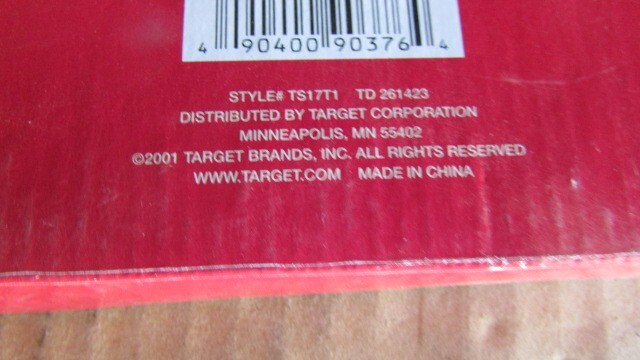 4 90400 90376 4
STYLE# TS17T1 TD 261423
DISTRIBUTED BY TARGET CORPORATION
MINNEAPOLIS, MN 55402
©2001 TARGET BRANDS, INC. ALL RIGHTS RESERVED
WWW.TARGET.COM MADE IN CHINA